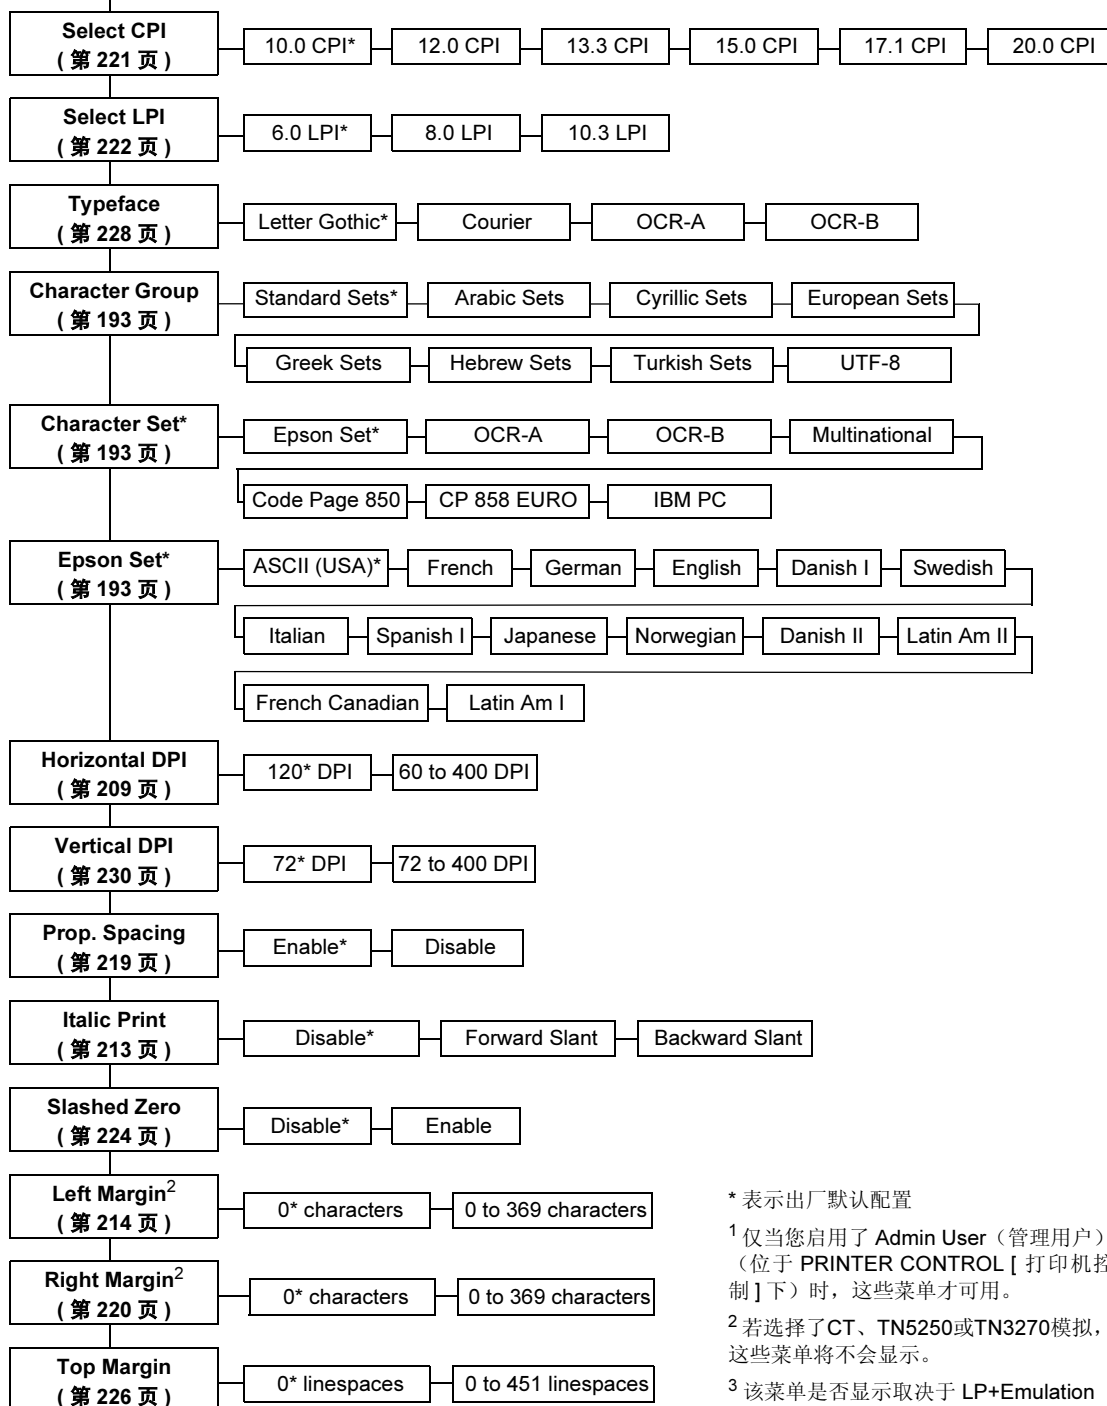 Select CPI
( 第 221 页 )
10.0 CPI* 12.0 CPI 13.3 CPI 15.0 CPI 17.1 CPI 20.0 CPI
Select LPI
( 第 222 页 )
6.0 LPI* 8.0 LPI 10.3 LPI
Typeface
( 第 228 页 )
Letter Gothic* Courier OCR-A OCR-B
Character Group
( 第 193 页 )
Standard Sets* Arabic Sets Cyrillic Sets European Sets
Greek Sets Hebrew Sets Turkish Sets UTF-8
Character Set*
( 第 193 页 )
Epson Set* OCR-A OCR-B Multinational
Code Page 850 CP 858 EURO IBM PC
Epson Set*
( 第 193 页 )
ASCII (USA)* French German English Danish I Swedish
Italian Spanish I Japanese Norwegian Danish II Latin Am II
French Canadian Latin Am I
Horizontal DPI
( 第 209 页 )
120* DPI 60 to 400 DPI
Vertical DPI
( 第 230 页 )
72* DPI 72 to 400 DPI
Prop. Spacing
( 第 219 页 )
Enable* Disable
Italic Print
( 第 213 页 )
Disable* Forward Slant Backward Slant
Slashed Zero
( 第 224 页 )
Disable* Enable
Left Margin2
( 第 214 页 )
0* characters 0 to 369 characters
Right Margin2
( 第 220 页 )
0* characters 0 to 369 characters
Top Margin
( 第 226 页 )
0* linespaces 0 to 451 linespaces
* 表示出厂默认配置
1 仅当您启用了 Admin User（管理用户）
（位于 PRINTER CONTROL [ 打印机控
制 ] 下）时，这些菜单才可用。
2 若选择了CT、TN5250或TN3270模拟，
这些菜单将不会显示。
3 该菜单是否显示取决于 LP+Emulation